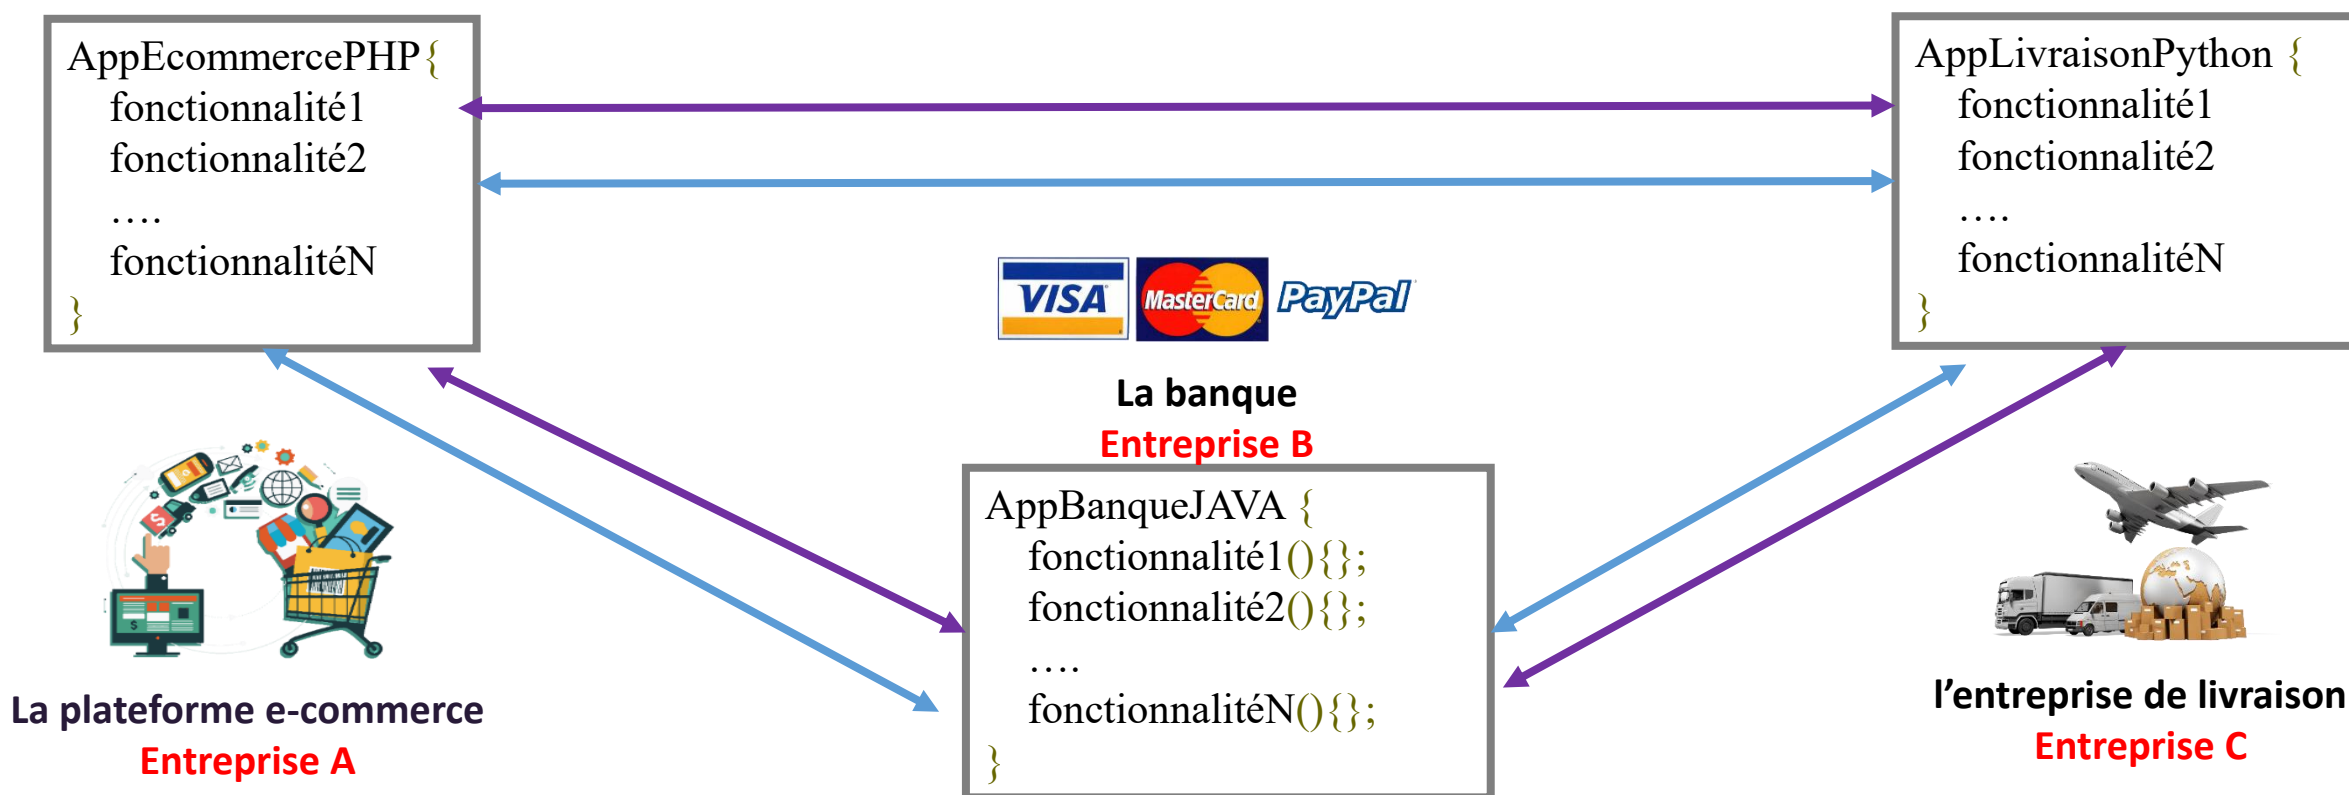 AppEcommercePHP{
fonctionnalité1
fonctionnalité2
….
fonctionnalitéN
}
AppLivraisonPython {
fonctionnalité1
fonctionnalité2
….
fonctionnalitéN
}
VISA MasterCard PayPal
La banque
Entreprise B
AppBanqueJAVA {
fonctionnalité1(){};
fonctionnalité2(){};
….
fonctionnalitéN(){};
}
La plateforme e-commerce
Entreprise A
l’entreprise de livraison
Entreprise C